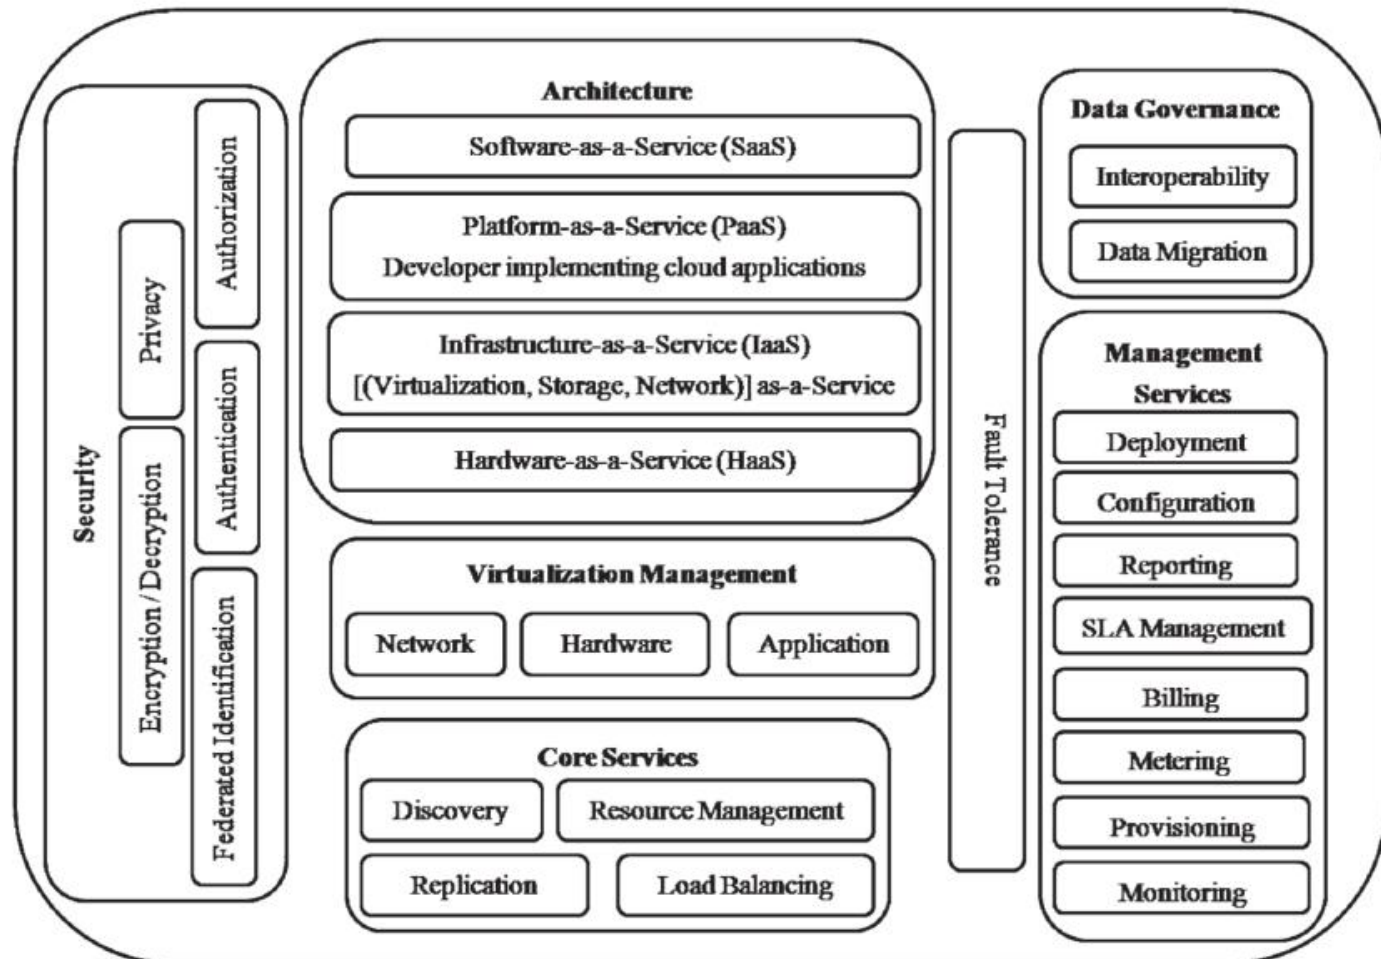 Security
Privacy
Encryption / Decryption
Authorization
Authentication
Federated Identification
Architecture
Software-as-a-Service (SaaS)
Platform-as-a-Service (PaaS)
Developer implementing cloud applications
Infrastructure-as-a-Service (IaaS)
[(Virtualization, Storage, Network)] as-a-Service
Hardware-as-a-Service (HaaS)
Virtualization Management
Network
Hardware
Application
Core Services
Discovery
Resource Management
Replication
Load Balancing
Fault Tolerance
Data Governance
Interoperability
Data Migration
Management
Services
Deployment
Configuration
Reporting
SLA Management
Billing
Metering
Provisioning
Monitoring